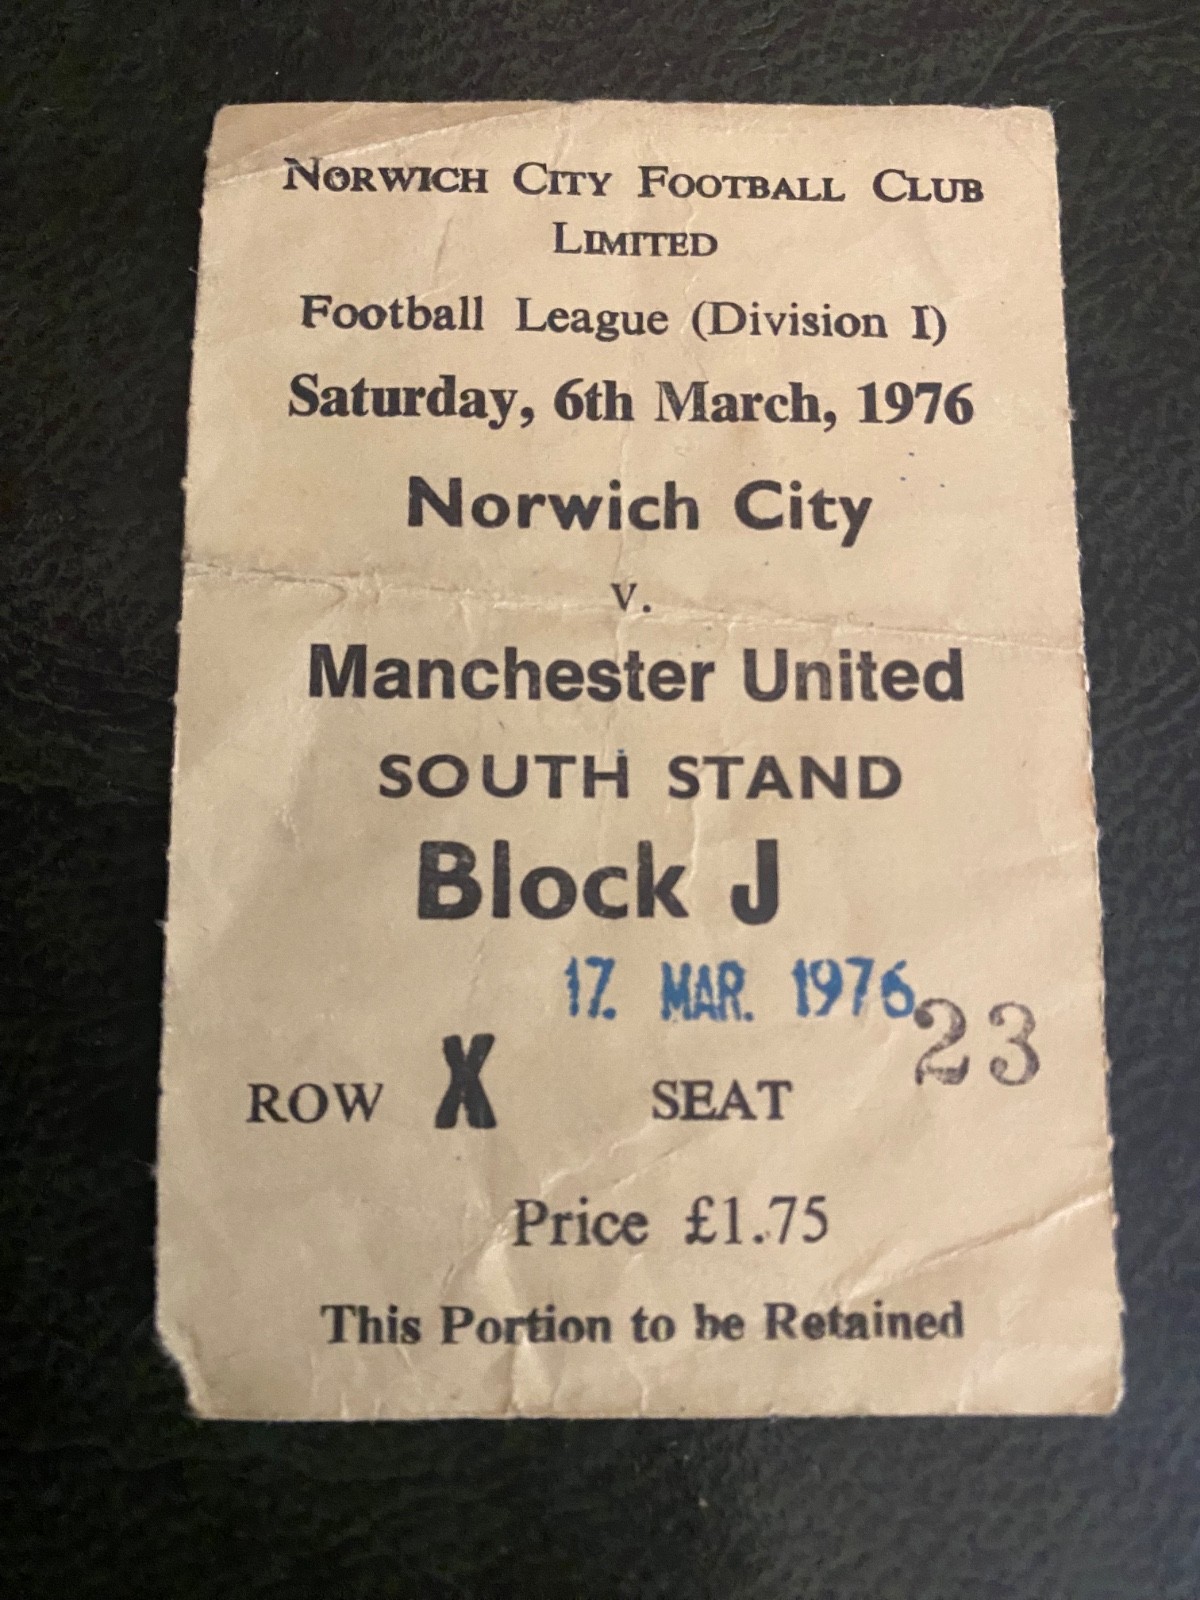 NORWICH CITY FOOTBALL CLUB
LIMITED
Football League (Division I)
Saturday, 6th March, 1976
Norwich City
v.
Manchester United
SOUTH STAND
Block J
17. MAR. 1976
ROW X SEAT 23
Price £1.75
This Portion to be Retained